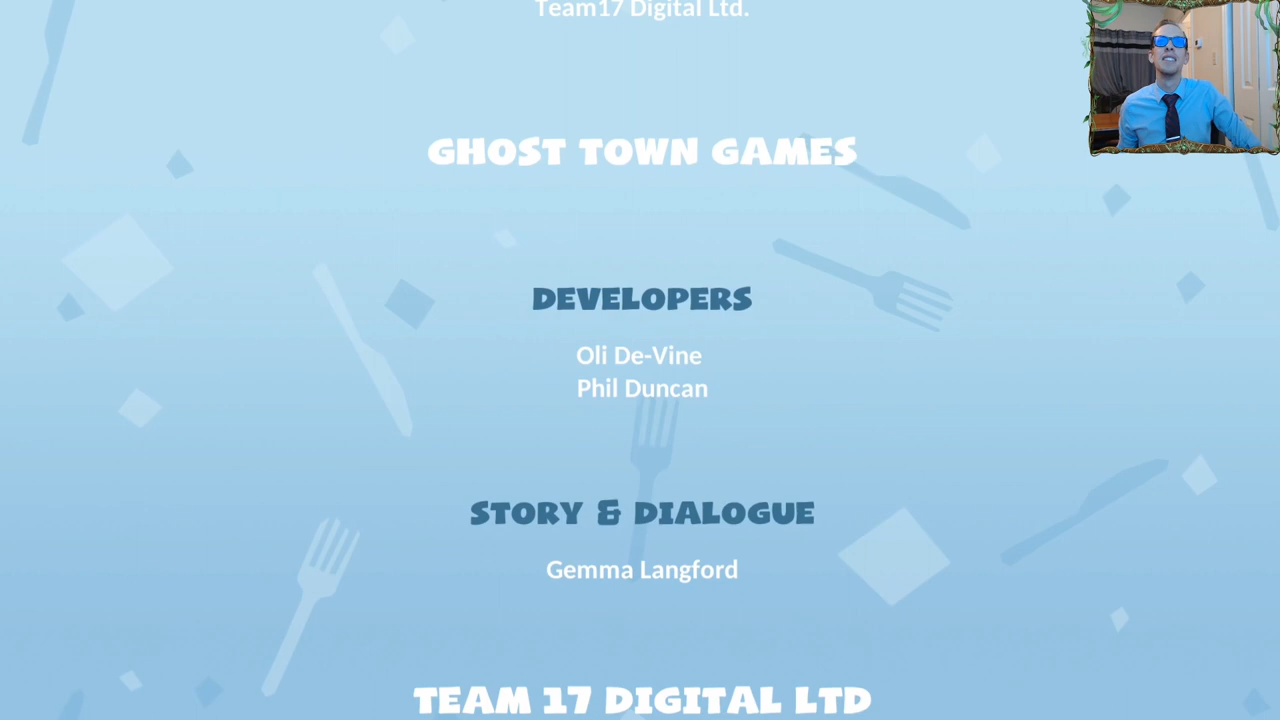 Team17 Digital Ltd.
GHOST TOWN GAMES
DEVELOPERS
Oli De-Vine
Phil Duncan
STORY & DIALOGUE
Gemma Langford
TEAM 17 DIGITAL LTD